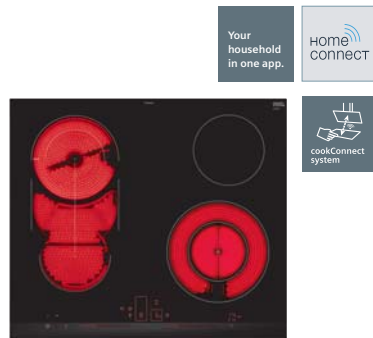 Your
household
in one app.
HOME
CONNECT
cookConnect
system